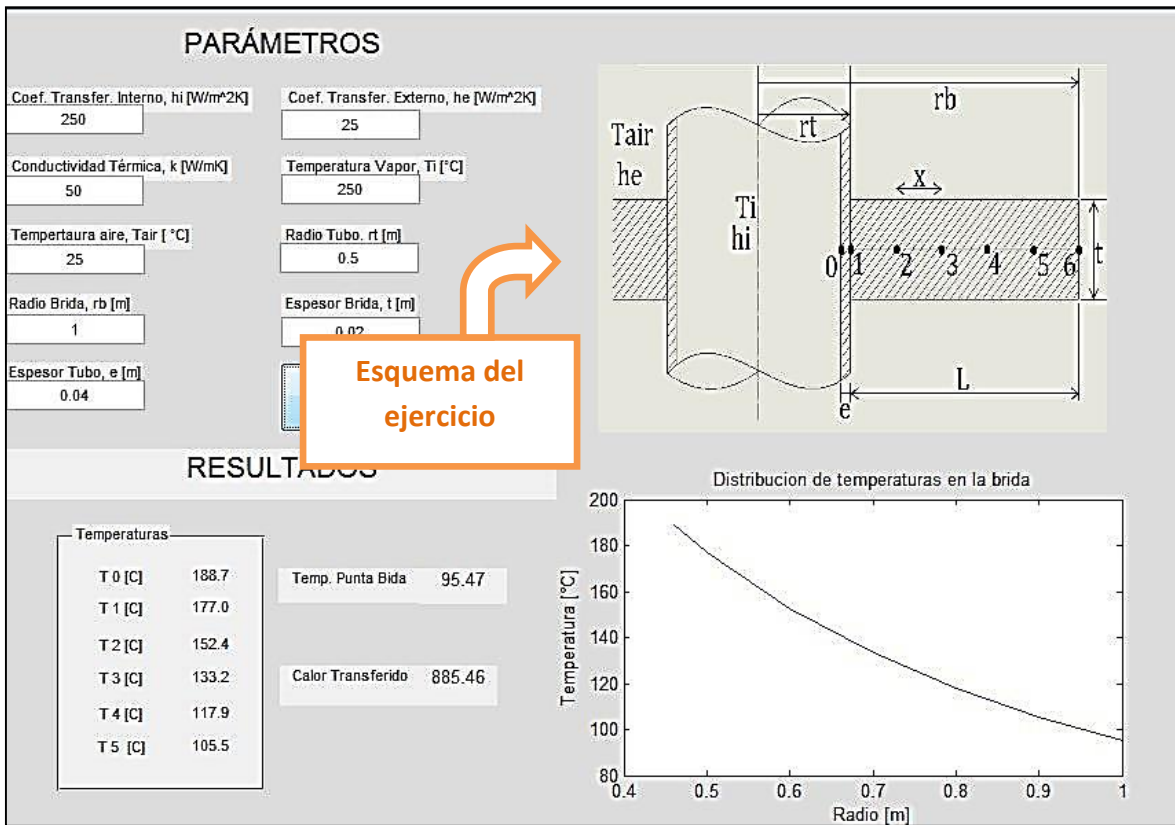 PARÁMETROS
Coef. Transfer. Interno, hi [W/m^2K]
250
Coef. Transfer. Externo, he [W/m^2K]
25
Conductividad Térmica, k [W/mK]
50
Temperatura Vapor, Ti [°C]
250
Tempertaura aire, Tair [ °C]
25
Radio Tubo. rt [m]
0.5
Radio Brida, rb [m]
1
Espesor Brida, t [m]
0.02
Espesor Tubo, e [m]
0.04
Esquema del
ejercicio
rb
rt
Tair
he
x
Ti
hi
0 1 2 3 4 5 6
t
L
e
RESULTADOS
Temperaturas
T 0 [C] 188.7
T 1 [C] 177.0
T 2 [C] 152.4
T 3 [C] 133.2
T 4 [C] 117.9
T 5 [C] 105.5
Temp. Punta Bida 95.47
Calor Transferido 885.46
Distribucion de temperaturas en la brida
Temperatura [°C]
200
180
160
140
120
100
80
0.4 0.5 0.6 0.7 0.8 0.9 1
Radio [m]